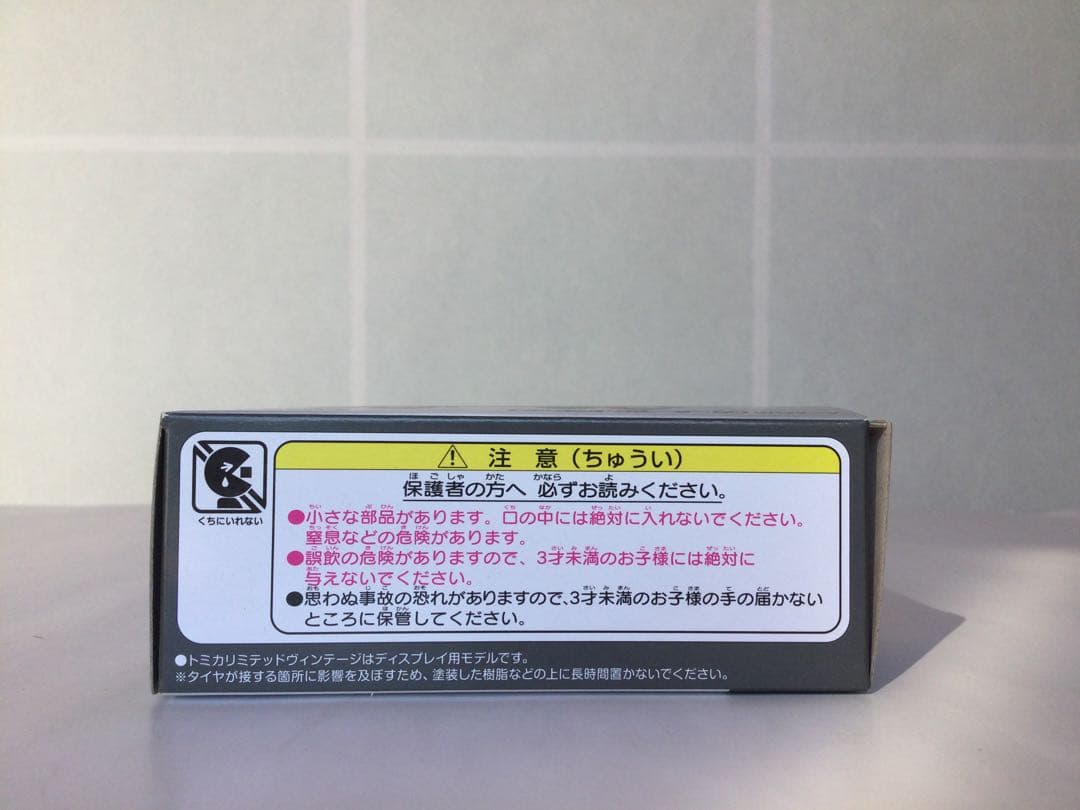 くちにいれない
注 意 (ちゅうい)
保護者の方へ 必ずお読みください。
●小さな部品があります。口の中には絶対に入れないでください。
窒息などの危険があります。
●誤飲の危険がありますので、3才未満のお子様には絶対に
与えないでください。
●思わぬ事故の恐れがありますので、3才未満のお子様の手の届かない
ところに保管してください。
●トミカリミテッドヴィンテージはディスプレイ用モデルです。
※タイヤが接する箇所に影響を及ぼすため、塗装した樹脂などの上に長時間置かないでください。